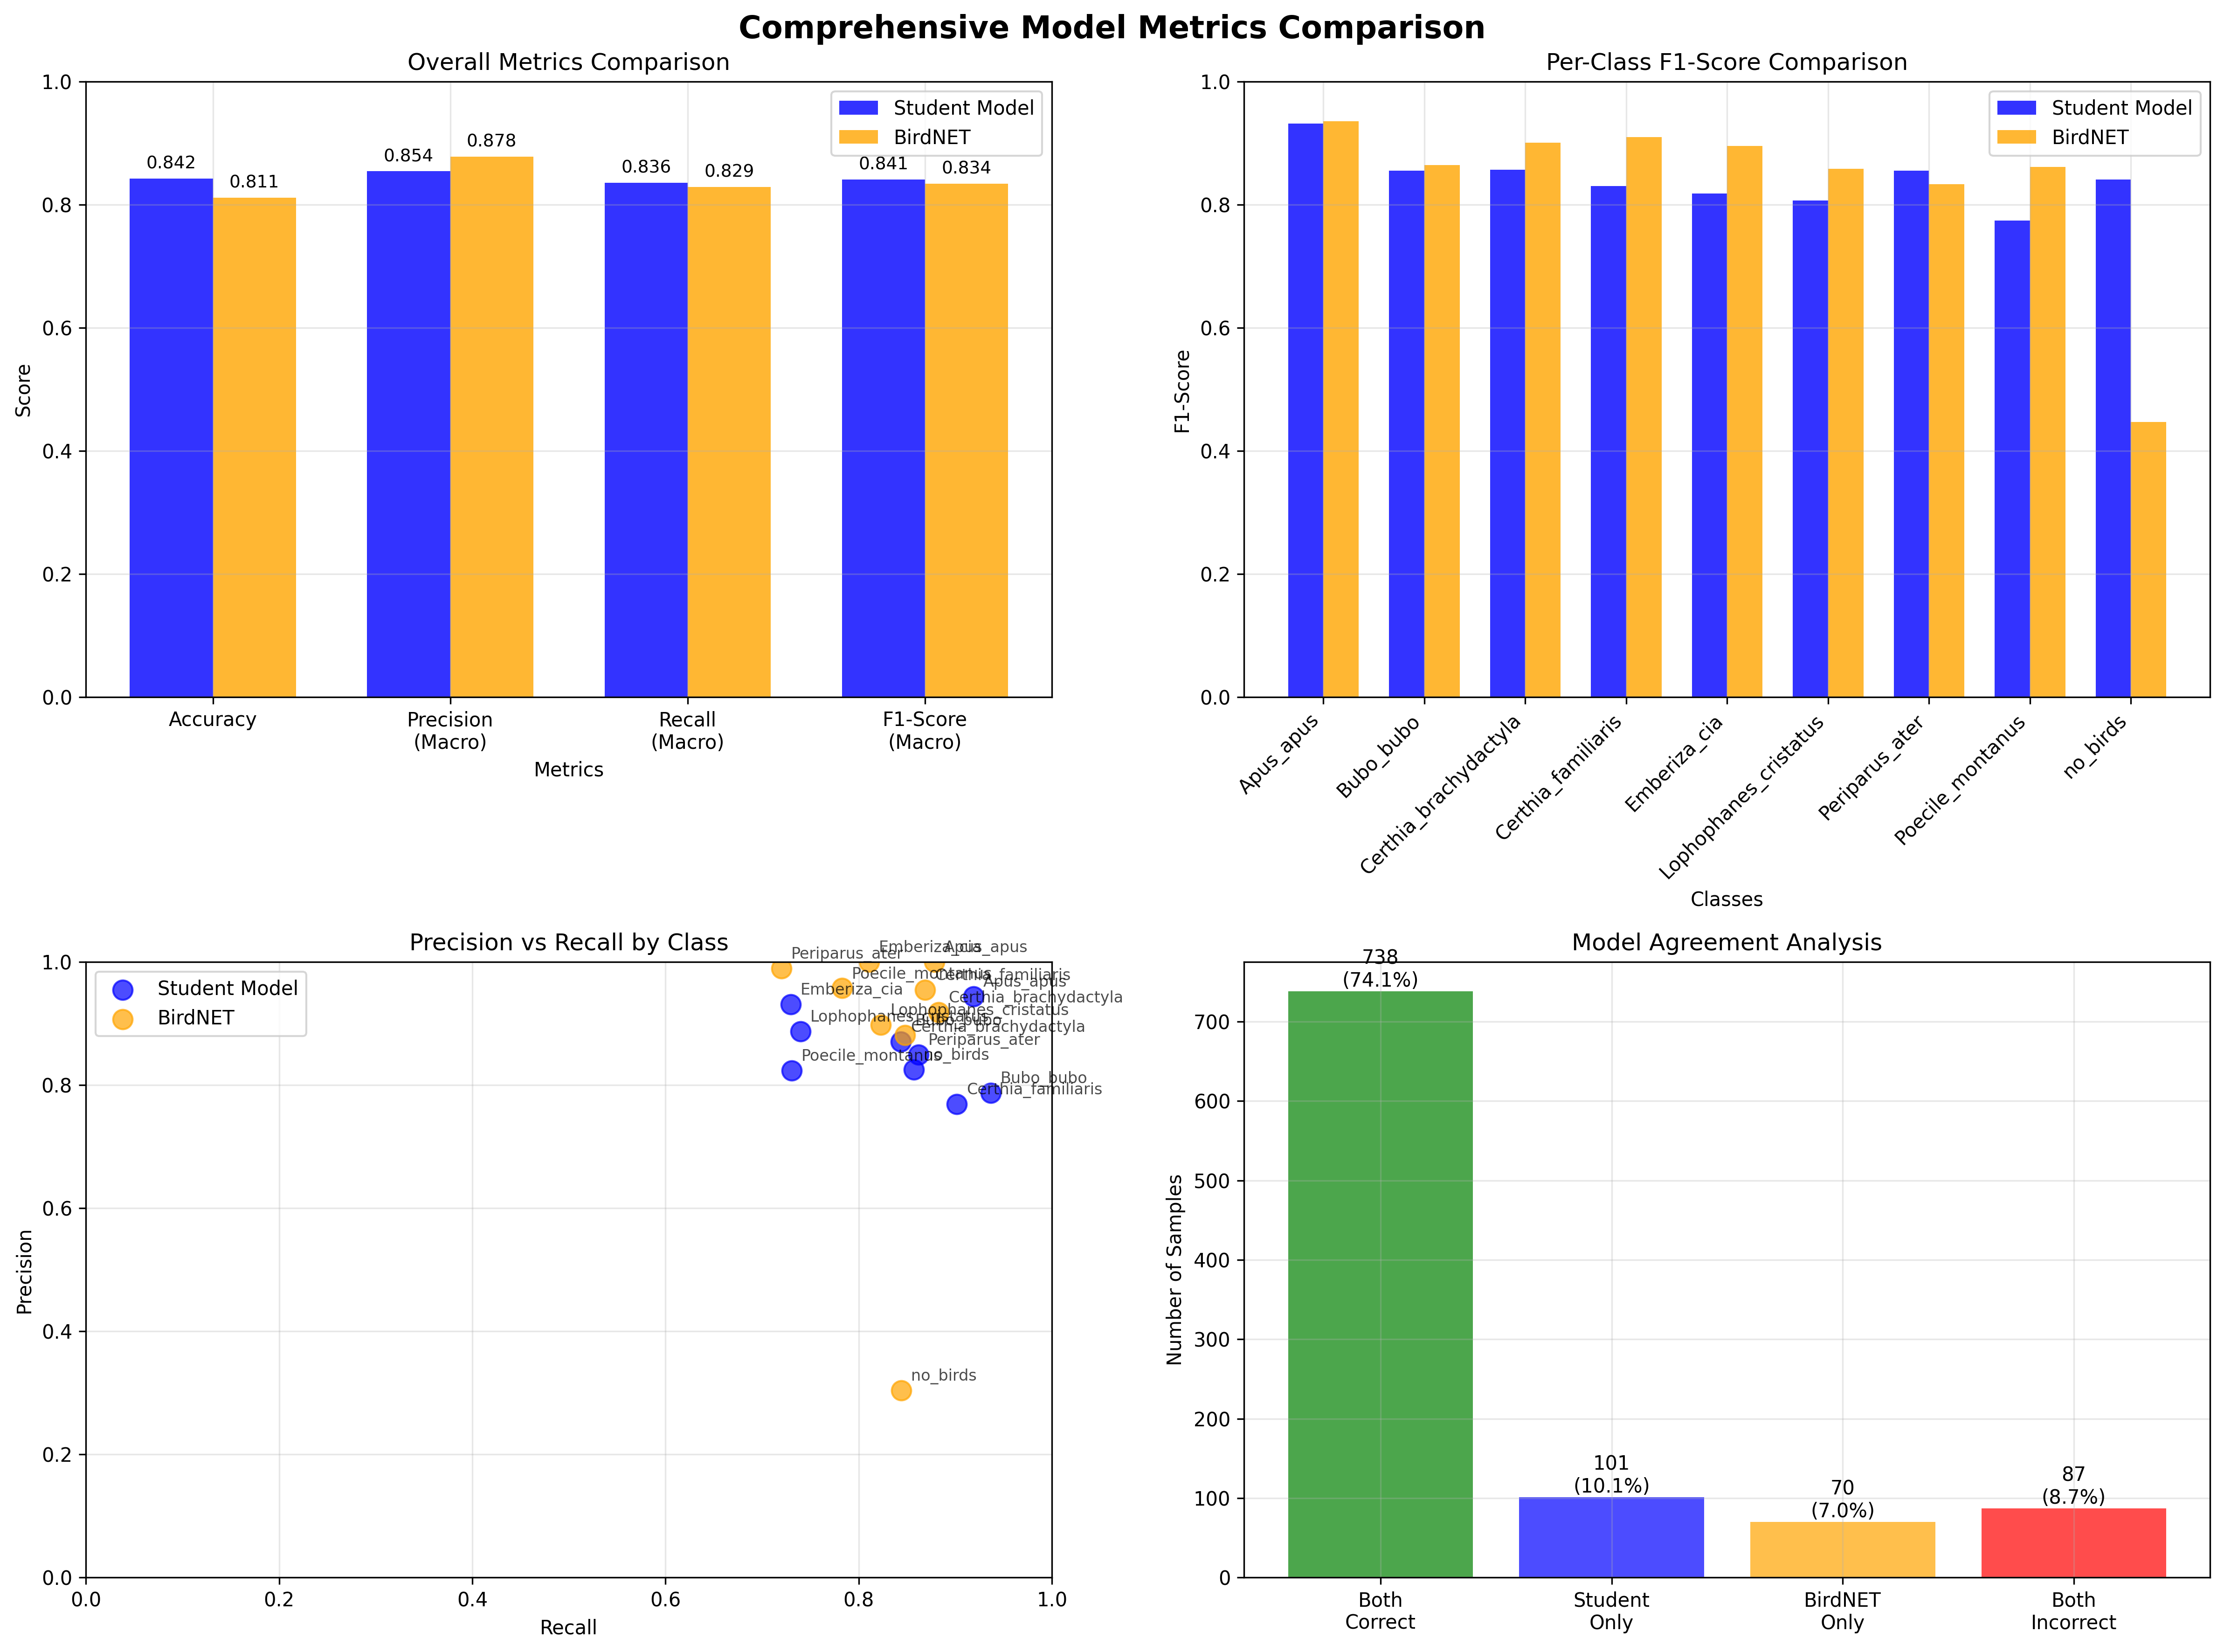 Comprehensive Model Metrics Comparison
Overall Metrics Comparison
Student Model
BirdNET
0.842
0.811
0.854
0.878
0.836
0.829
0.841
0.834
1.0
0.8
0.6
0.4
0.2
0.0
Score
Accuracy
Precision
(Macro)
Recall
(Macro)
F1-Score
(Macro)
Metrics
Per-Class F1-Score Comparison
Student Model
BirdNET
1.0
0.8
0.6
0.4
0.2
0.0
F1-Score
Apus_apus
Bubo_bubo
Certhia_brachydactyla
Certhia_familiaris
Emberiza_cia
Lophophanes_cristatus
Periparus_ater
Poecile_montanus
no_birds
Classes
Precision vs Recall by Class
Student Model
BirdNET
Periparus_ater
Emberiza_cia
Apus_apus
Poecile_montanus
Certhia_familiaris
Apus_apus
Emberiza_cia
Certhia_brachydactyla
Lophophanes_cristatus
Lophophanes_cristatus
Bubo_bubo
Certhia_brachydactyla
Periparus_ater
Poecile_montanus
no_birds
Bubo_bubo
Certhia_familiaris
no_birds
1.0
0.8
0.6
0.4
0.2
0.0
Precision
0.0
0.2
0.4
0.6
0.8
1.0
Recall
Model Agreement Analysis
738
(74.1%)
101
(10.1%)
70
(7.0%)
87
(8.7%)
700
600
500
400
300
200
100
0
Number of Samples
Both
Correct
Student
Only
BirdNET
Only
Both
Incorrect